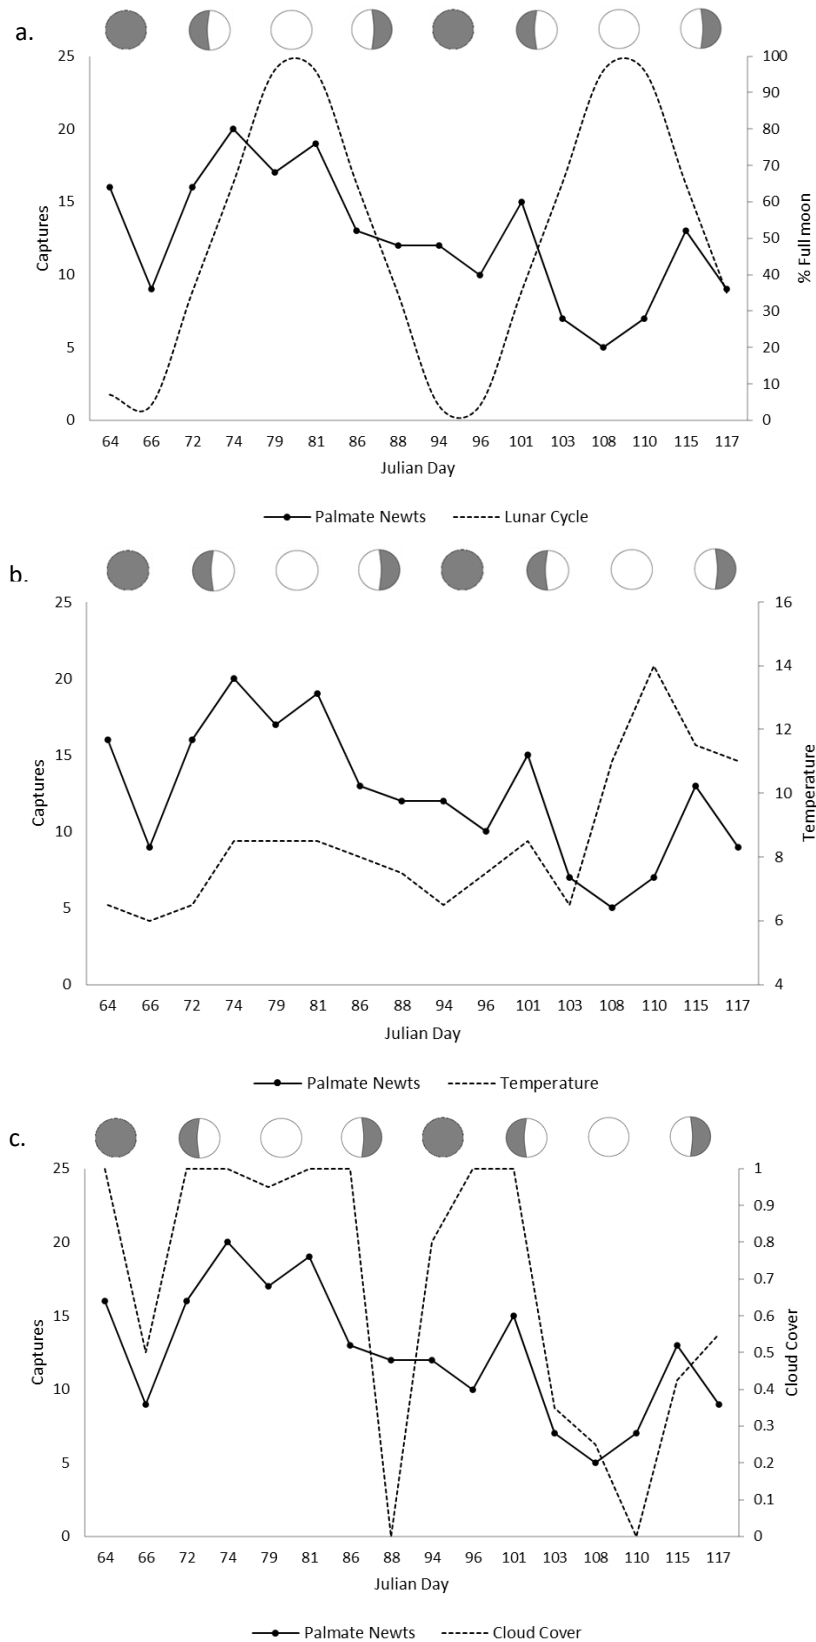 a.
25 100
90
20 80
70
15 60
50
10 40
30
5 20
10
0 0
Captures
% Full moon
64 66 72 74 79 81 86 88 94 96 101 103 108 110 115 117
Julian Day
Palmate Newts Lunar Cycle
b.
25 16
14
20
12
15
10
10
8
5 6
0 4
Captures
Temperature
64 66 72 74 79 81 86 88 94 96 101 103 108 110 115 117
Julian Day
Palmate Newts Temperature
c.
25 1
0.9
20 0.8
0.7
15 0.6
0.5
10 0.4
0.3
5 0.2
0.1
0 0
Captures
Cloud Cover
64 66 72 74 79 81 86 88 94 96 101 103 108 110 115 117
Julian Day
Palmate Newts Cloud Cover